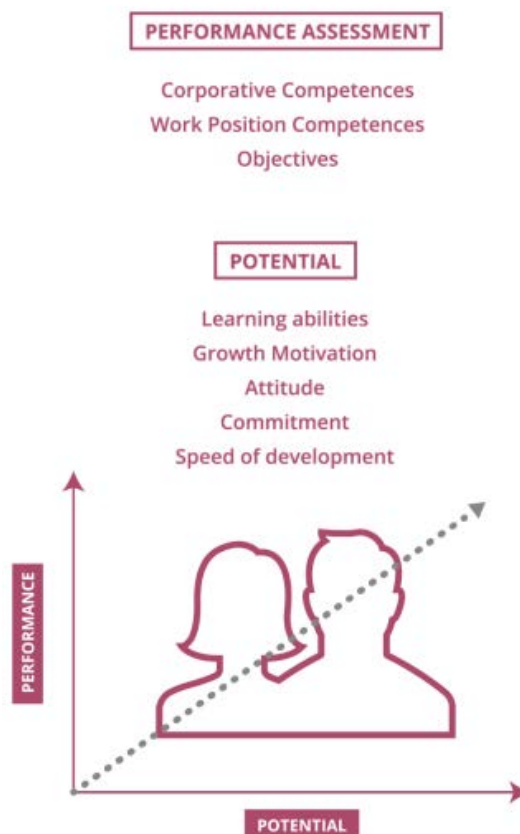 PERFORMANCE ASSESSMENT
Corporative Competences
Work Position Competences
Objectives
POTENTIAL
Learning abilities
Growth Motivation
Attitude
Commitment
Speed of development
PERFORMANCE
POTENTIAL